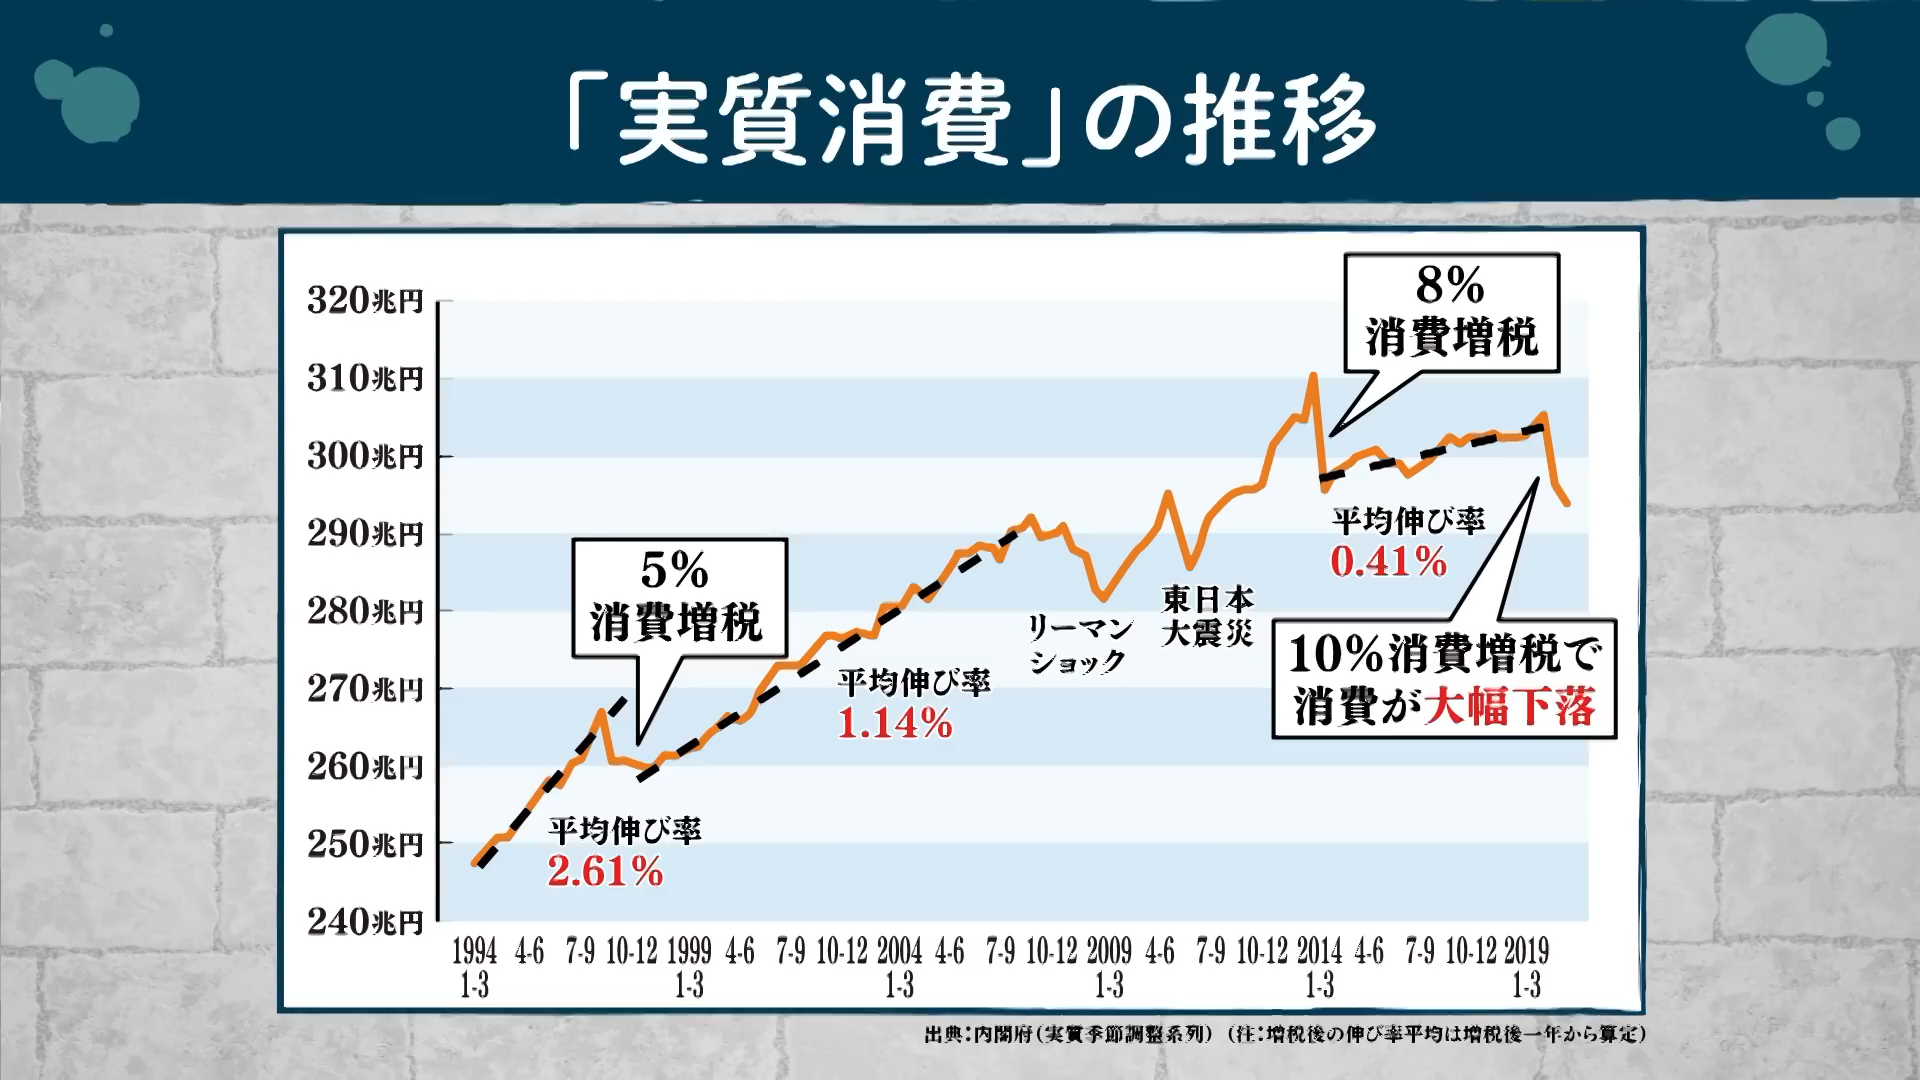 「実質消費」の推移
320兆円
310兆円
300兆円
290兆円
280兆円
270兆円
260兆円
250兆円
240兆円
8%
消費増税
5%
消費増税
平均伸び率
0.41%
東日本
大震災
リーマン
ショック
10%消費増税で
消費が大幅下落
平均伸び率
1.14%
平均伸び率
2.61%
1994 4-6 7-9 10-12 1999 4-6 7-9 10-12 2004 4-6 7-9 10-12 2009 4-6 7-9 10-12 2014 4-6 7-9 10-12 2019
1-3 1-3 1-3 1-3 1-3 1-3
出典：内閣府（実質季節調整系列）（注：増税後の伸び率平均は増税後一年から算定）